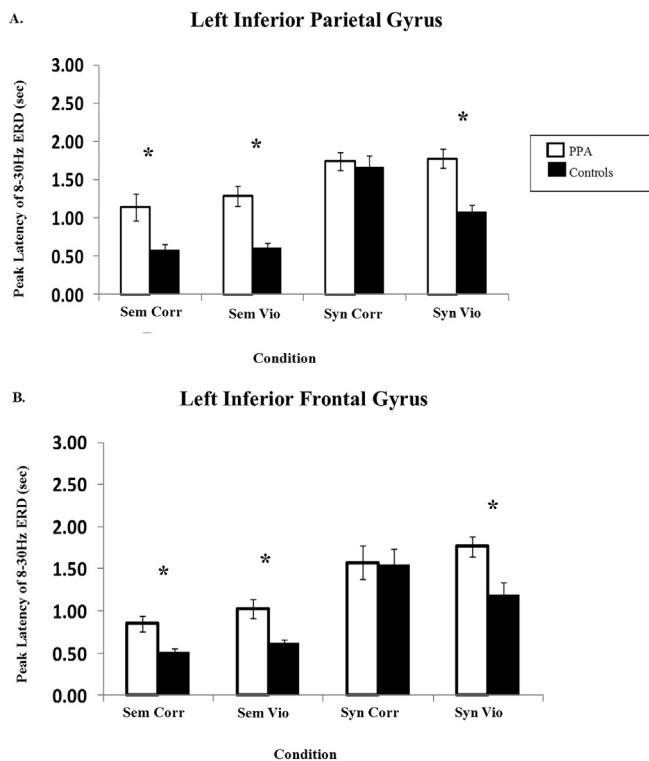 A.
Left Inferior Parietal Gyrus
Peak Latency of 8-30Hz ERD (sec)
3.00
2.50
2.00
1.50
1.00
0.50
0.00
*
*
*
Sem Corr
Sem Vio
Syn Corr
Syn Vio
Condition
PPA
Controls
B.
Left Inferior Frontal Gyrus
Peak Latency of 8-30Hz ERD (sec)
3.00
2.50
2.00
1.50
1.00
0.50
0.00
*
*
*
Sem Corr
Sem Vio
Syn Corr
Syn Vio
Condition